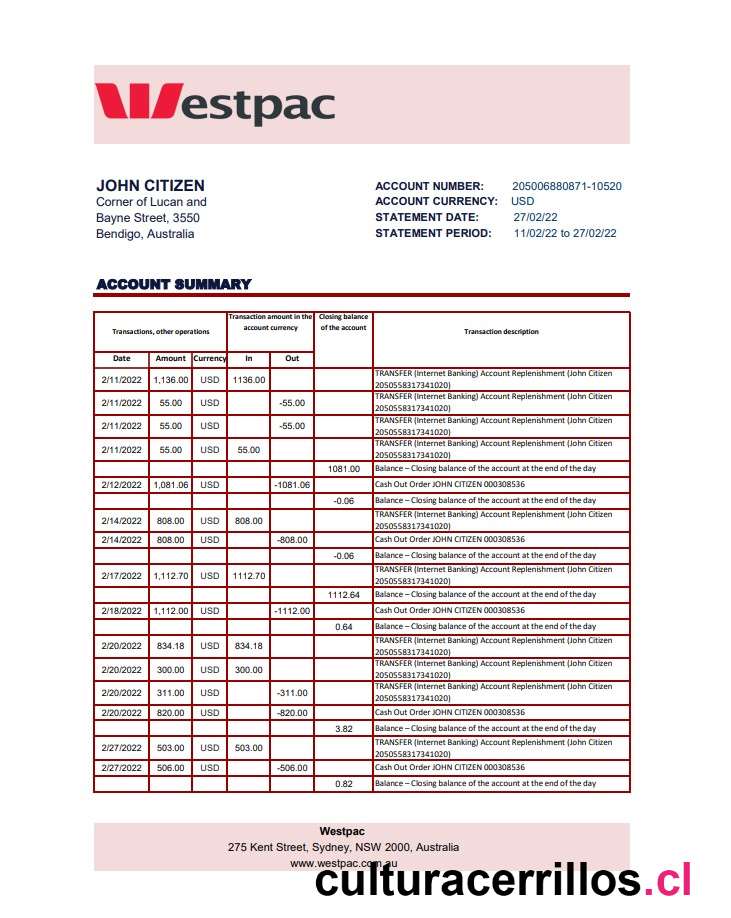 Westpac
JOHN CITIZEN
Corner of Lucan and
Bayne Street, 3550
Bendigo, Australia
ACCOUNT NUMBER: 205006880871-10520
ACCOUNT CURRENCY: USD
STATEMENT DATE: 27/02/22
STATEMENT PERIOD: 11/02/22 to 27/02/22
ACCOUNT SUMMARY
Transactions, other operations
Transaction amount in the
account currency
Closing balance
of the account
Transaction description
Date Amount Currency In Out
2/11/2022 1,136.00 USD 1136.00 TRANSFER (Internet Banking) Account Replenishment (John Citizen
2050558317341020)
2/11/2022 55.00 USD -55.00 TRANSFER (Internet Banking) Account Replenishment (John Citizen
2050558317341020)
2/11/2022 55.00 USD -55.00 TRANSFER (Internet Banking) Account Replenishment (John Citizen
2050558317341020)
2/11/2022 55.00 USD 55.00 TRANSFER (Internet Banking) Account Replenishment (John Citizen
2050558317341020)
1081.00 Balance – Closing balance of the account at the end of the day
2/12/2022 1,081.06 USD -1081.06 Cash Out Order JOHN CITIZEN 000308536
-0.06 Balance – Closing balance of the account at the end of the day
2/14/2022 808.00 USD 808.00 TRANSFER (Internet Banking) Account Replenishment (John Citizen
2050558317341020)
2/14/2022 808.00 USD -808.00 Cash Out Order JOHN CITIZEN 000308536
-0.06 Balance – Closing balance of the account at the end of the day
2/17/2022 1,112.70 USD 1112.70 TRANSFER (Internet Banking) Account Replenishment (John Citizen
2050558317341020)
1112.64 Balance – Closing balance of the account at the end of the day
2/18/2022 1,112.00 USD -1112.00 Cash Out Order JOHN CITIZEN 000308536
0.64 Balance – Closing balance of the account at the end of the day
2/20/2022 834.18 USD 834.18 TRANSFER (Internet Banking) Account Replenishment (John Citizen
2050558317341020)
2/20/2022 300.00 USD 300.00 TRANSFER (Internet Banking) Account Replenishment (John Citizen
2050558317341020)
2/20/2022 311.00 USD -311.00 TRANSFER (Internet Banking) Account Replenishment (John Citizen
2050558317341020)
2/20/2022 820.00 USD -820.00 Cash Out Order JOHN CITIZEN 000308536
3.82 Balance – Closing balance of the account at the end of the day
2/27/2022 503.00 USD 503.00 TRANSFER (Internet Banking) Account Replenishment (John Citizen
2050558317341020)
2/27/2022 506.00 USD -506.00 Cash Out Order JOHN CITIZEN 000308536
0.82 Balance – Closing balance of the account at the end of the day
Westpac
275 Kent Street, Sydney, NSW 2000, Australia
www.westpac.com.au
culturacerrillos.cl